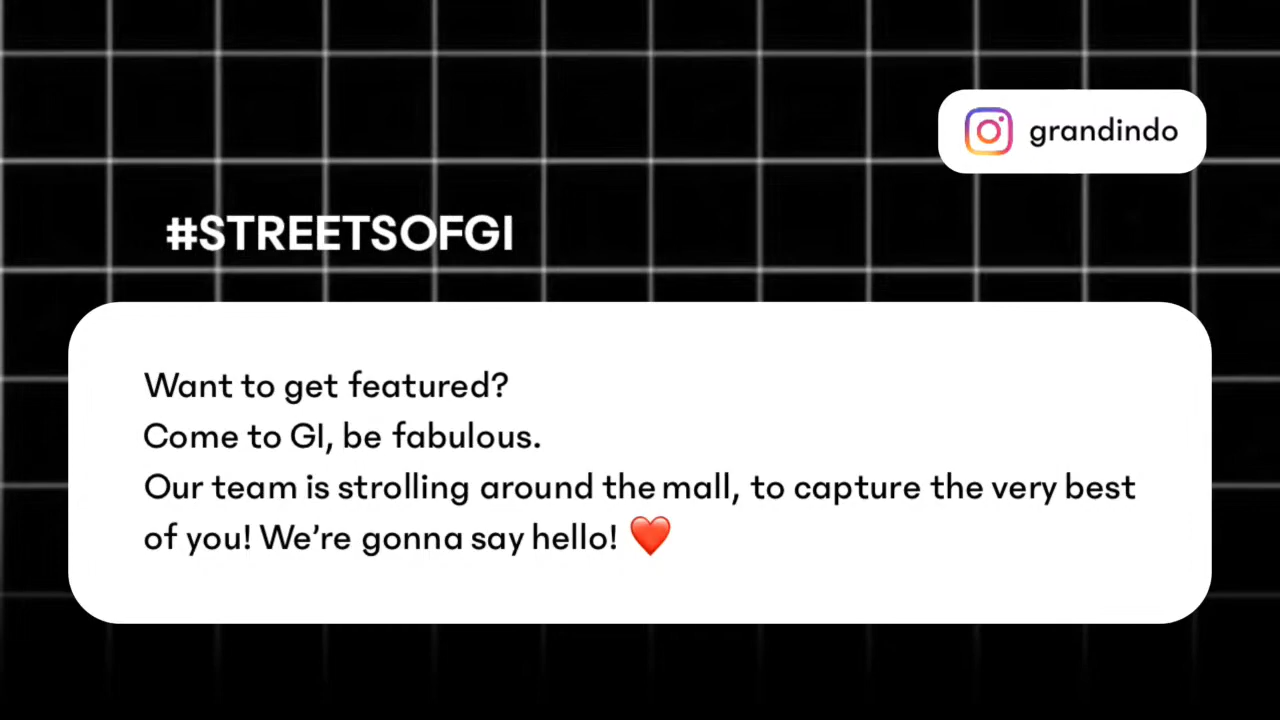 grandindo
#STREETSOFGI
Want to get featured?
Come to GI, be fabulous.
Our team is strolling around the mall, to capture the very best
of you! We’re gonna say hello! ❤️